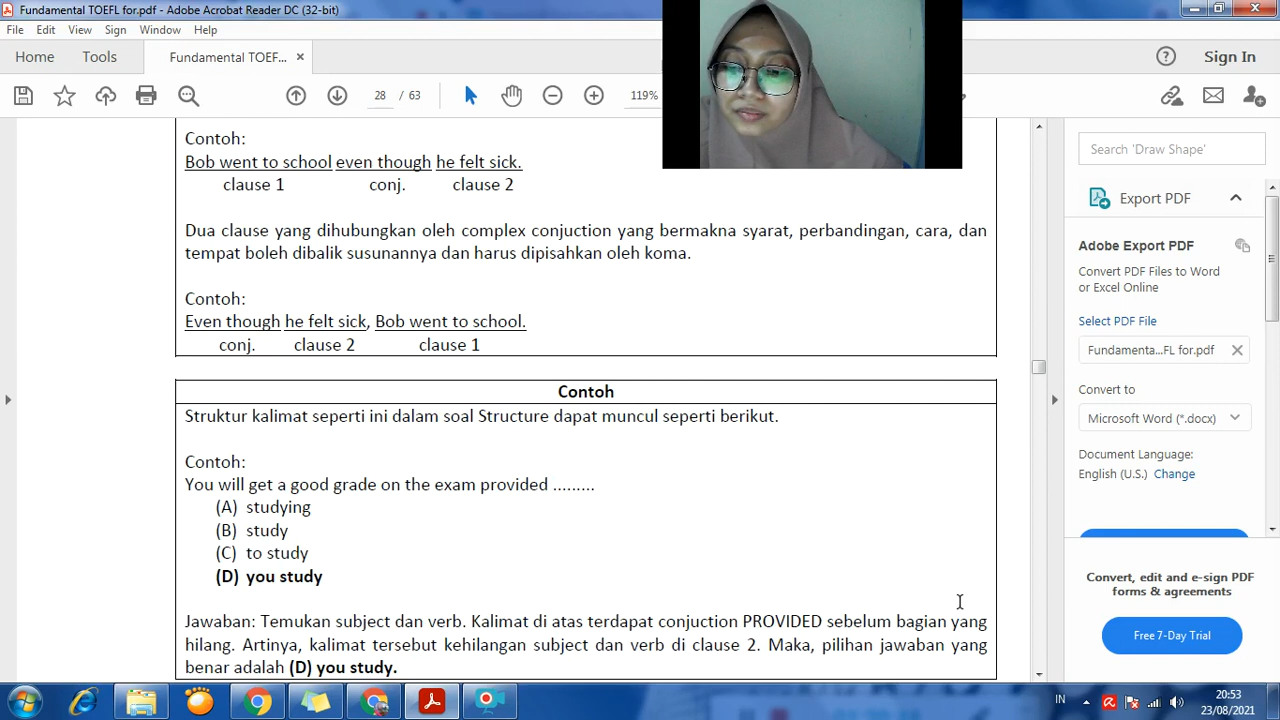 Fundamental TOEFL for.pdf - Adobe Acrobat Reader DC (32-bit)
File Edit View Sign Window Help
Home Tools Fundamental TOEF... × Sign In
28 / 63 119%
Contoh:
Bob went to school even though he felt sick.
clause 1 conj. clause 2
Dua clause yang dihubungkan oleh complex conjuction yang bermakna syarat, perbandingan, cara, dan
tempat boleh dibalik susunannya dan harus dipisahkan oleh koma.
Contoh:
Even though he felt sick, Bob went to school.
conj. clause 2 clause 1
Contoh
Struktur kalimat seperti ini dalam soal Structure dapat muncul seperti berikut.
Contoh:
You will get a good grade on the exam provided .........
(A) studying
(B) study
(C) to study
(D) you study
Jawaban: Temukan subject dan verb. Kalimat di atas terdapat conjuction PROVIDED sebelum bagian yang
hilang. Artinya, kalimat tersebut kehilangan subject dan verb di clause 2. Maka, pilihan jawaban yang
benar adalah (D) you study.
Search 'Draw Shape'
Export PDF
Adobe Export PDF
Convert PDF Files to Word
or Excel Online
Select PDF File
Fundamenta...FL for.pdf
Convert to
Microsoft Word (*.docx)
Document Language:
English (U.S.) Change
Convert, edit and e-sign PDF
forms & agreements
Free 7-Day Trial
IN
20:53
23/08/2021